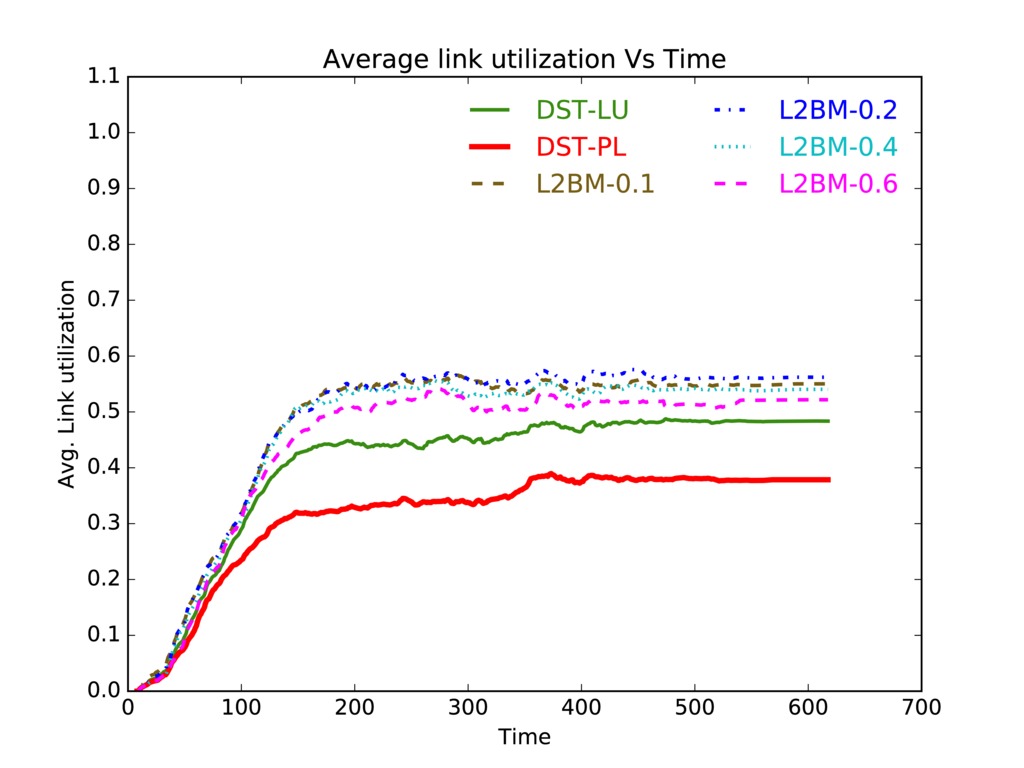 Average link utilization Vs Time
1.1
1.0
0.9
0.8
0.7
0.6
0.5
0.4
0.3
0.2
0.1
0.0
Avg. Link utilization
DST-LU
DST-PL
L2BM-0.1
L2BM-0.2
L2BM-0.4
L2BM-0.6
0 100 200 300 400 500 600 700
Time